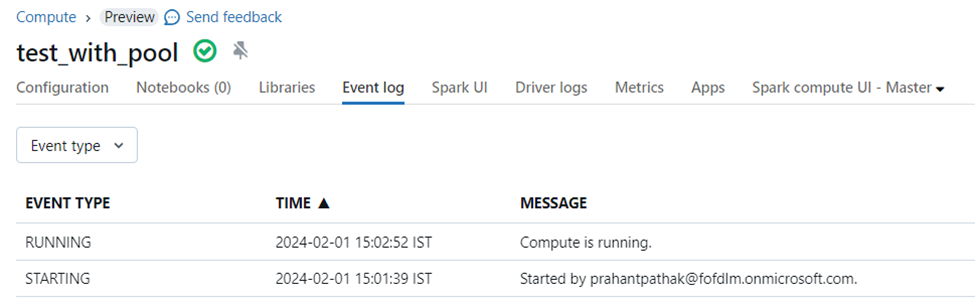 Compute › Preview Send feedback
test_with_pool
Configuration Notebooks (0) Libraries Event log Spark UI Driver logs Metrics Apps Spark compute UI - Master
Event type
EVENT TYPE TIME ▲ MESSAGE
RUNNING 2024-02-01 15:02:52 IST Compute is running.
STARTING 2024-02-01 15:01:39 IST Started by prahantpathak@fofdlm.onmicrosoft.com.